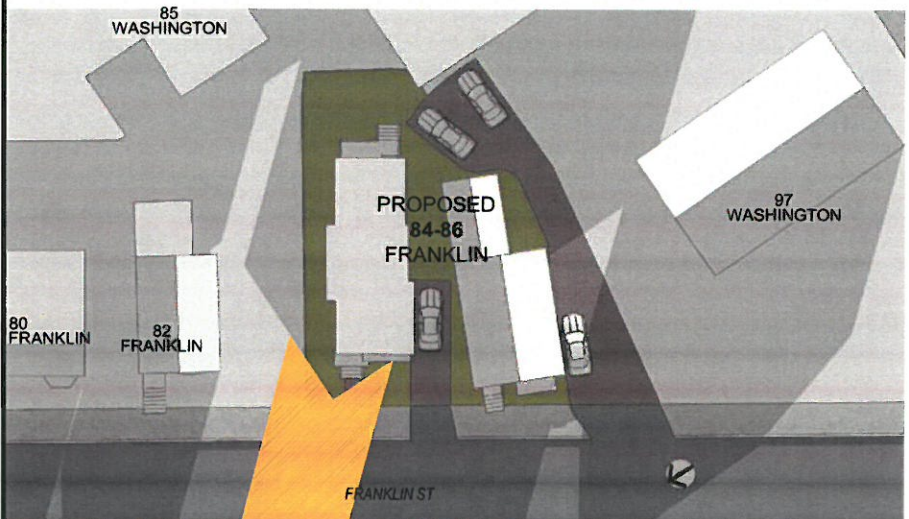 85
WASHINGTON
PROPOSED
84-86
FRANKLIN
97
WASHINGTON
80
FRANKLIN
82
FRANKLIN
FRANKLIN ST